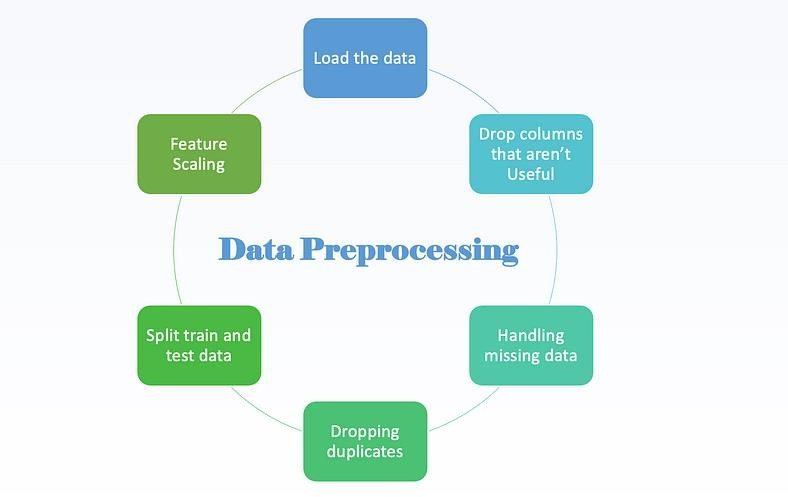 Load the data
Drop columns
that aren’t
Useful
Handling
missing data
Dropping
duplicates
Split train and
test data
Feature
Scaling
Data Preprocessing